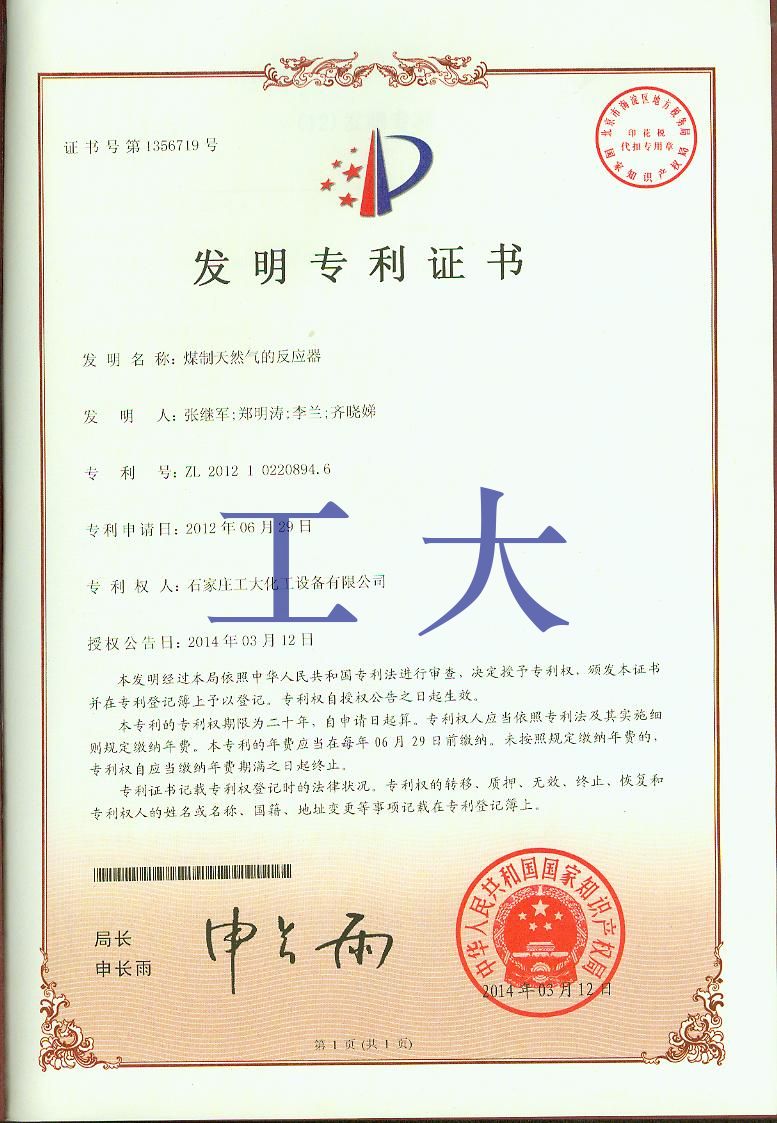 证书号第1356719号
北京市海淀区地方税务局
印花税
代扣专用章
国家知识产权局
发明专利证书
发明名称：煤制天然气的反应器
发明人：张继军;郑明涛;李兰;齐晓娣
专利号：ZL 2012 1 0220894.6
专利申请日：2012年06月29日
专利权人：石家庄工大化工设备有限公司
工大
授权公告日：2014年03月12日
本发明经过本局依照中华人民共和国专利法进行审查，决定授予专利权，颁发本证书
并在专利登记簿上予以登记。专利权自授权公告之日起生效。
本专利的专利权期限为二十年，自申请日起算。专利权人应当依照专利法及其实施细
则规定缴纳年费。本专利的年费应当在每年06月29日前缴纳。未按照规定缴纳年费的，
专利权自应当缴纳年费期满之日起终止。
专利证书记载专利权登记时的法律状况。专利权的转移、质押、无效、终止、恢复和
专利权人的姓名或名称、国籍、地址变更等事项记载在专利登记簿上。
局长
申长雨
申长雨
中华人民共和国国家知识产权局
2014年03月12日
第1页(共1页)